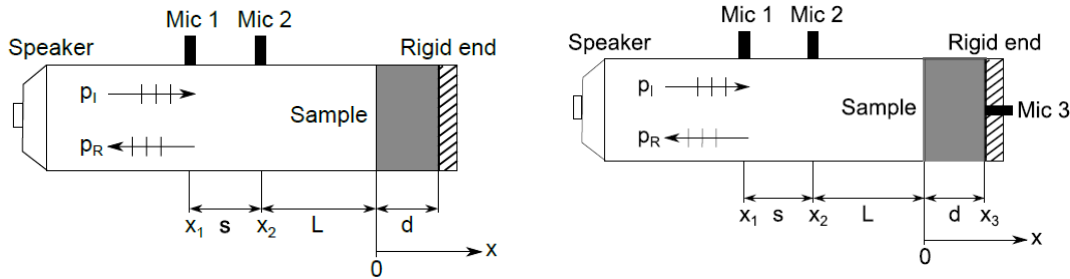 Mic 1 Mic 2
Speaker Rigid end
p_I
Sample
p_R
x_1 s x_2 L d
0 x
Mic 1 Mic 2
Speaker Rigid end
p_I
Sample Mic 3
p_R
x_1 s x_2 L d x_3
0 x